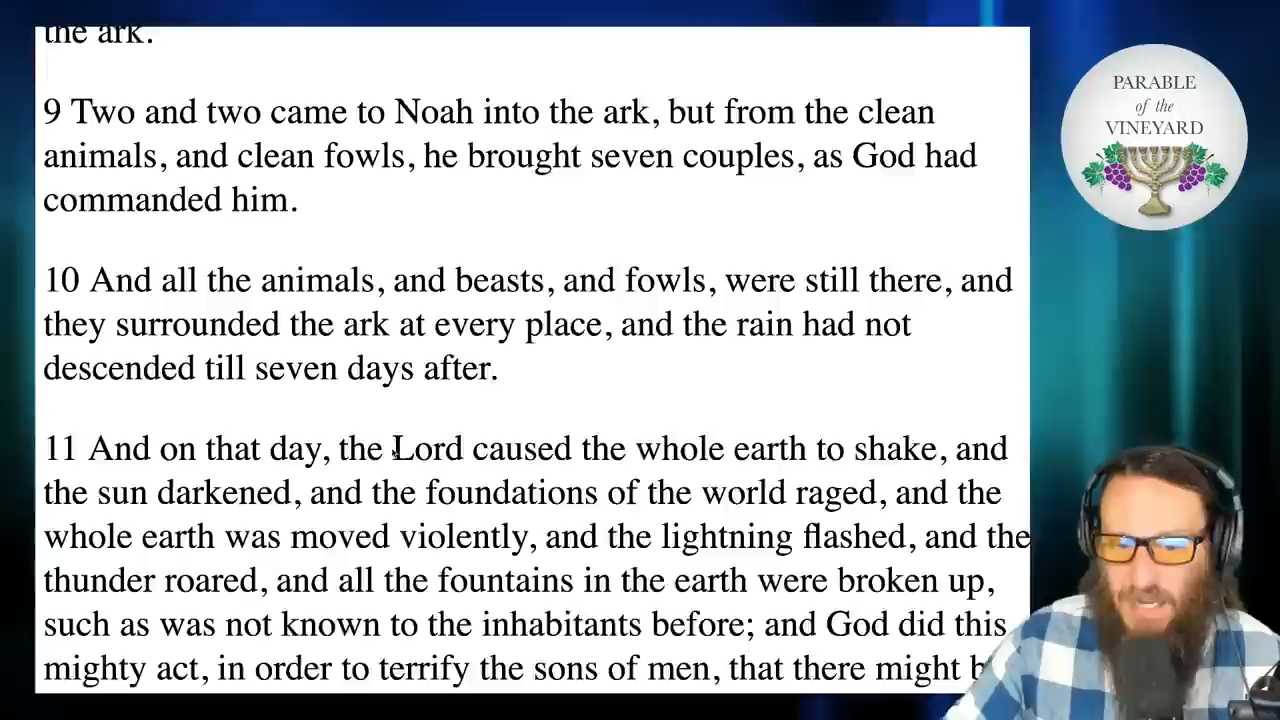 the ark.
9 Two and two came to Noah into the ark, but from the clean
animals, and clean fowls, he brought seven couples, as God had
commanded him.
10 And all the animals, and beasts, and fowls, were still there, and
they surrounded the ark at every place, and the rain had not
descended till seven days after.
11 And on that day, the Lord caused the whole earth to shake, and
the sun darkened, and the foundations of the world raged, and the
whole earth was moved violently, and the lightning flashed, and the
thunder roared, and all the fountains in the earth were broken up,
such as was not known to the inhabitants before; and God did this
mighty act, in order to terrify the sons of men, that there might
PARABLE
of the
VINEYARD